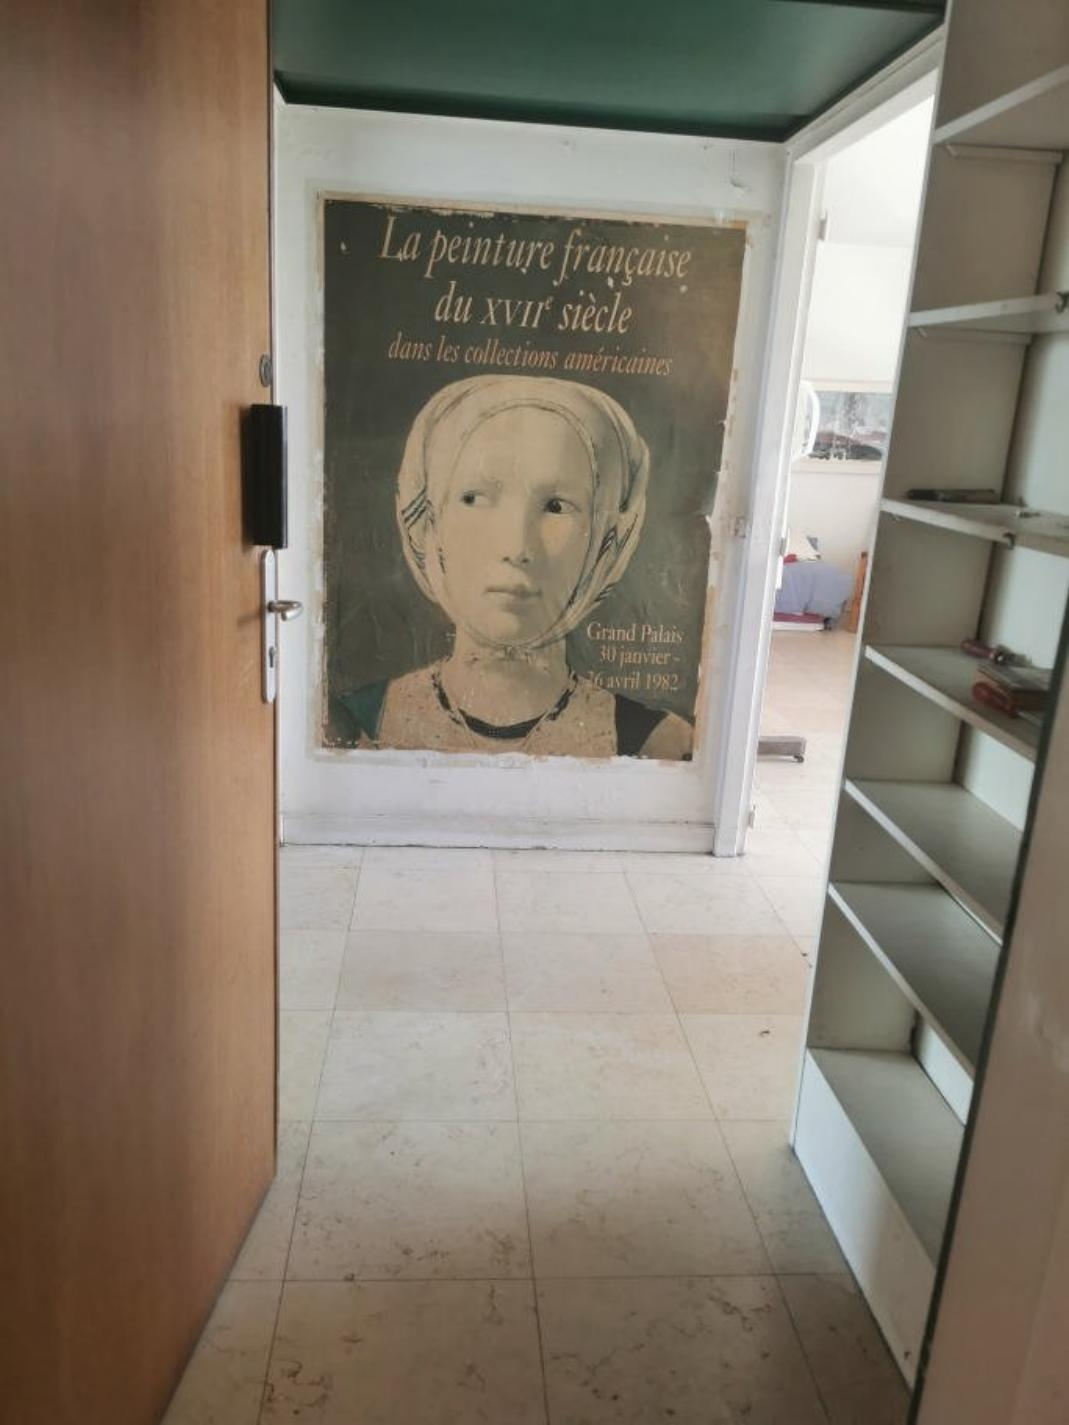 La peinture française
du XVIIe siècle
dans les collections américaines
Grand Palais
30 janvier -
26 avril 1982